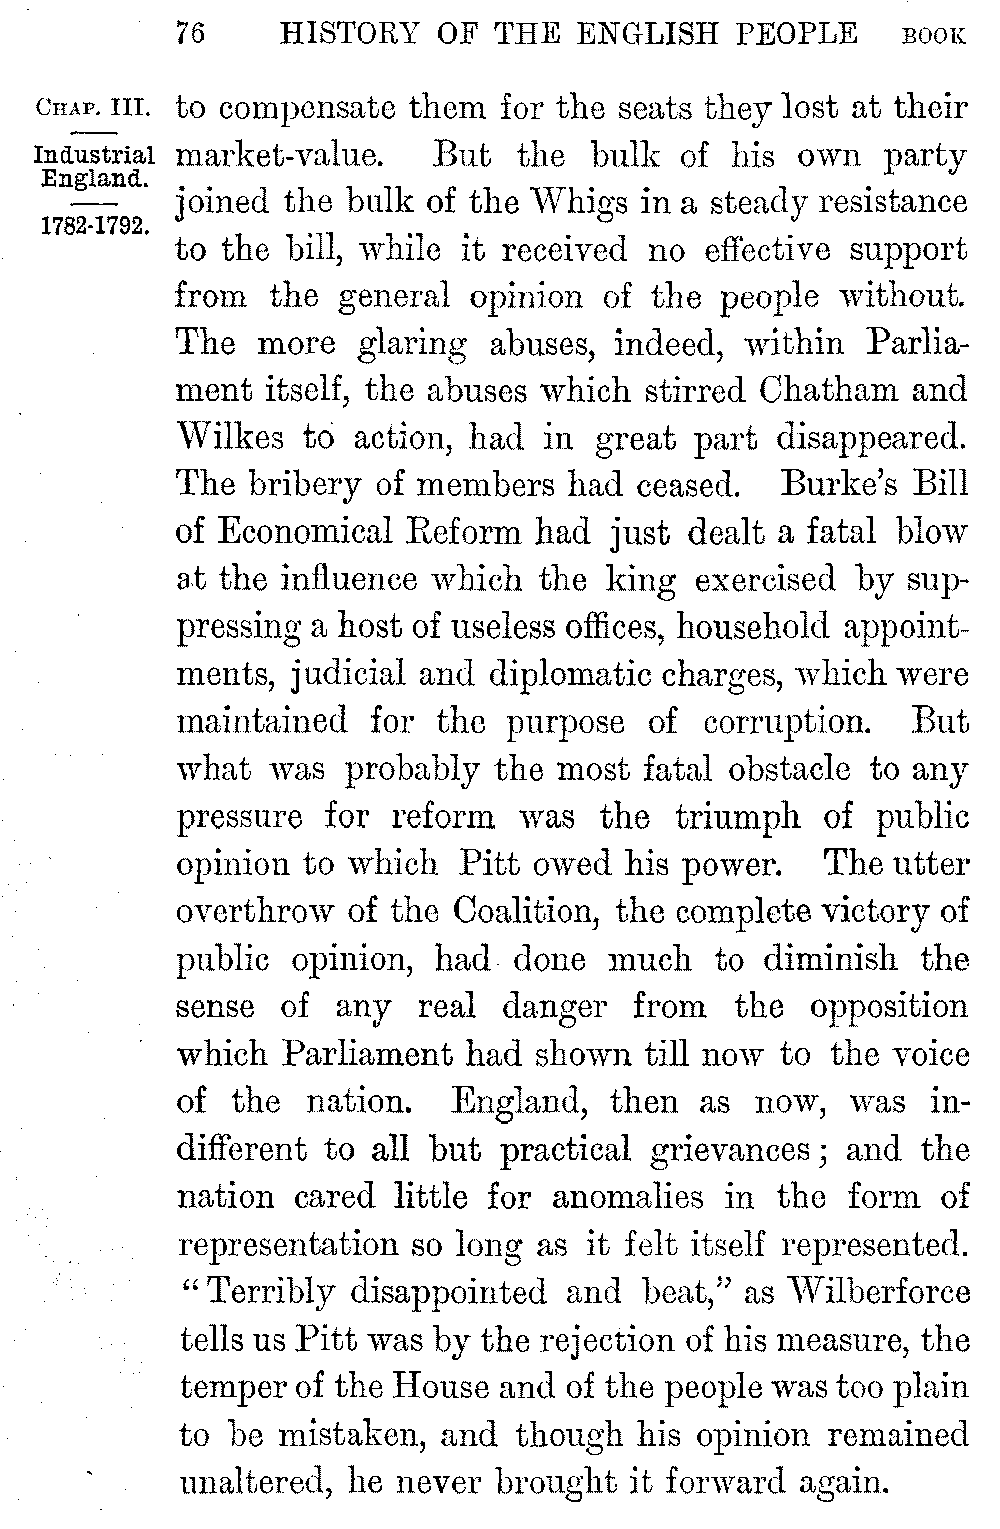 76 HISTORY OF THE ENGLISH PEOPLE BOOK
CHAP. III.
Industrial
England.
1782-1792.
to compensate them for the seats they lost at their
market-value. But the bulk of his own party
joined the bulk of the Whigs in a steady resistance
to the bill, while it received no effective support
from the general opinion of the people without.
The more glaring abuses, indeed, within Parlia-
ment itself, the abuses which stirred Chatham and
Wilkes to action, had in great part disappeared.
The bribery of members had ceased. Burke's Bill
of Economical Reform had just dealt a fatal blow
at the influence which the king exercised by sup-
pressing a host of useless offices, household appoint-
ments, judicial and diplomatic charges, which were
maintained for the purpose of corruption. But
what was probably the most fatal obstacle to any
pressure for reform was the triumph of public
opinion to which Pitt owed his power. The utter
overthrow of the Coalition, the complete victory of
public opinion, had done much to diminish the
sense of any real danger from the opposition
which Parliament had shown till now to the voice
of the nation. England, then as now, was in-
different to all but practical grievances; and the
nation cared little for anomalies in the form of
representation so long as it felt itself represented.
"Terribly disappointed and beat," as Wilberforce
tells us Pitt was by the rejection of his measure, the
temper of the House and of the people was too plain
to be mistaken, and though his opinion remained
unaltered, he never brought it forward again.